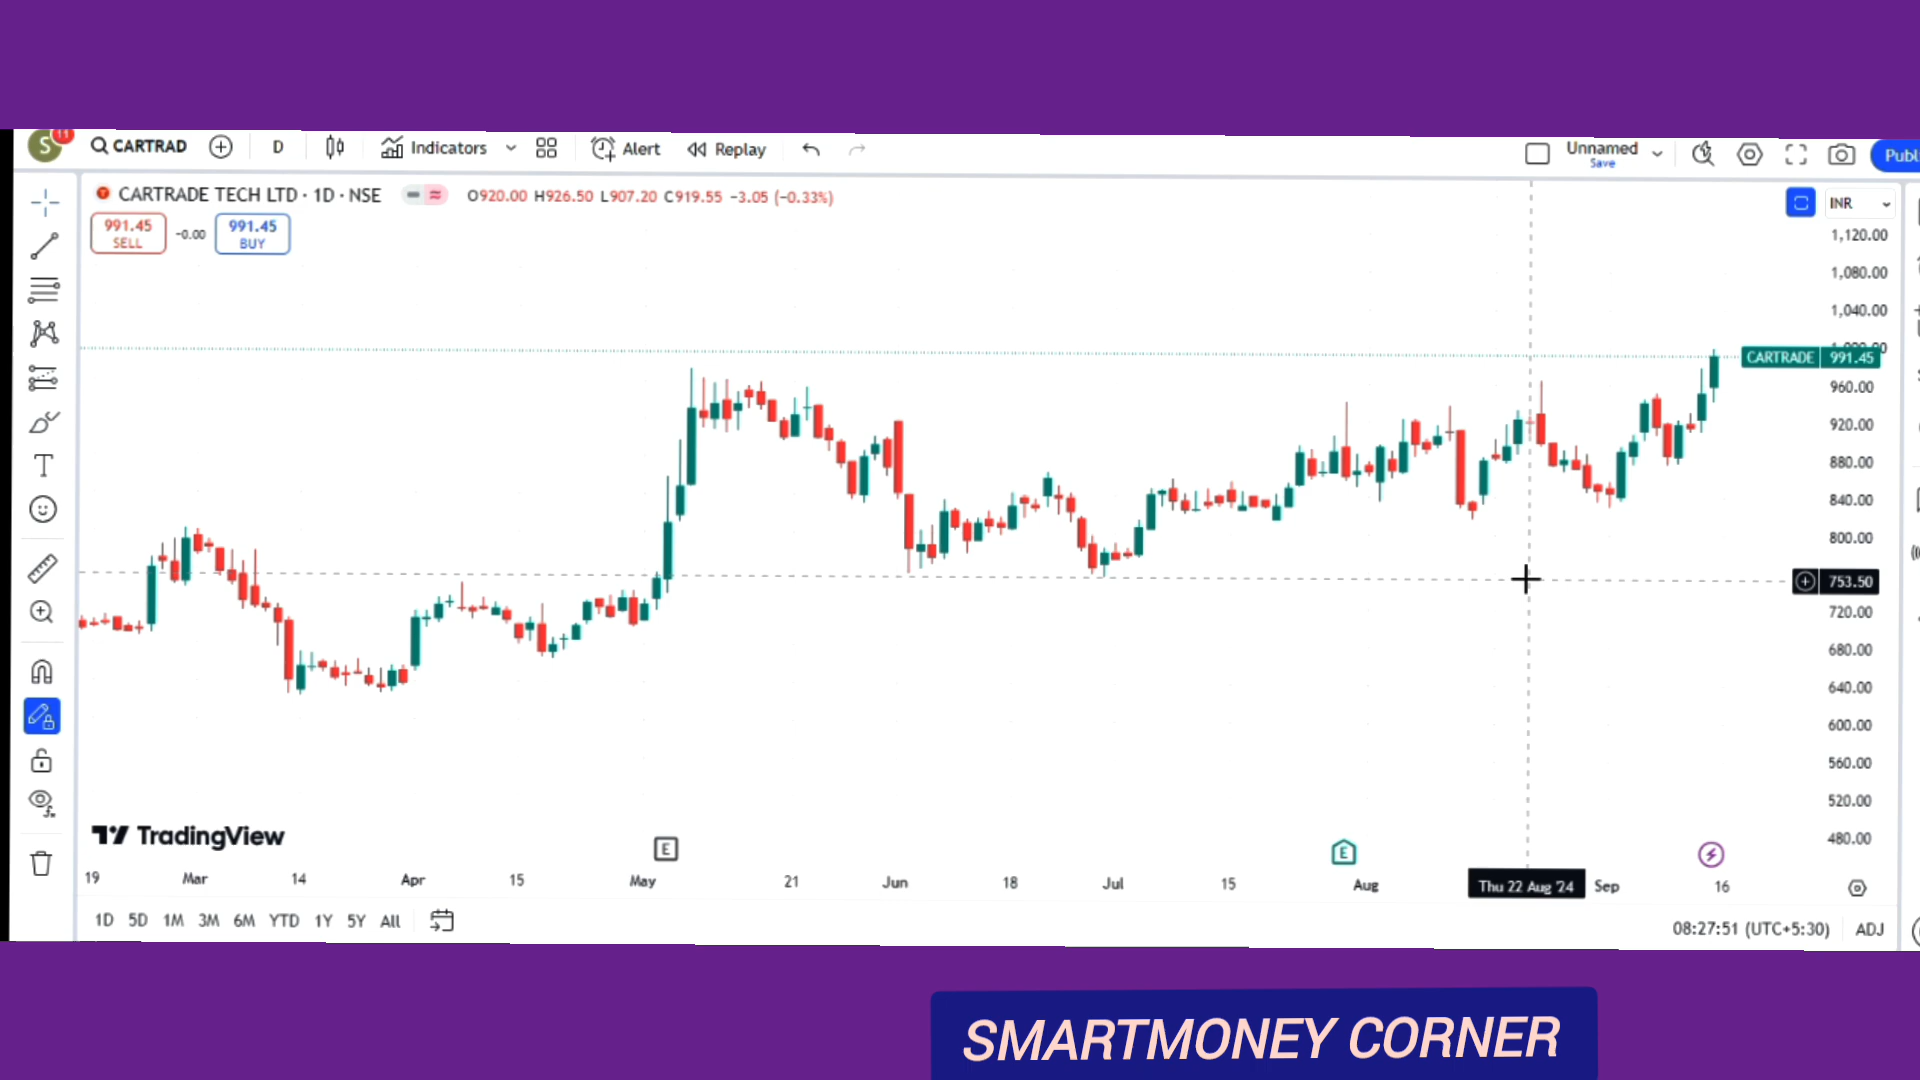 S 11 CARTRAD D Indicators Alert Replay Unnamed Save Publ
CARTRADE TECH LTD · 1D · NSE O920.00 H926.50 L907.20 C919.55 −3.05 (−0.33%)
INR
991.45 SELL -0.00 991.45 BUY
1,120.00
1,080.00
1,040.00
CARTRADE 991.45
960.00
920.00
880.00
840.00
800.00
753.50
720.00
680.00
640.00
600.00
560.00
520.00
480.00
TradingView
E E
19 Mar 14 Apr 15 May 21 Jun 18 Jul 15 Aug Thu 22 Aug '24 Sep 16
1D 5D 1M 3M 6M YTD 1Y 5Y All
08:27:51 (UTC+5:30) ADJ
SMARTMONEY CORNER